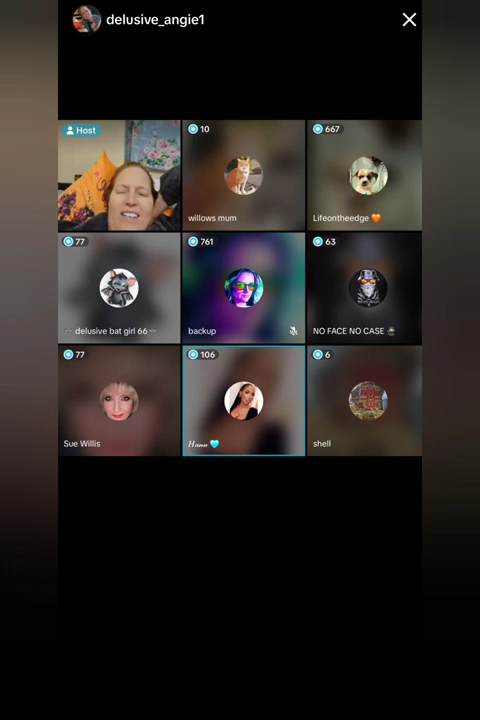 delusive_angie1
Host
10
667
willows mum
Lifeontheedge 🧡
77
761
63
delusive bat girl 66
backup
NO FACE NO CASE
77
106
6
Sue Willis
Hann 🩵
shell